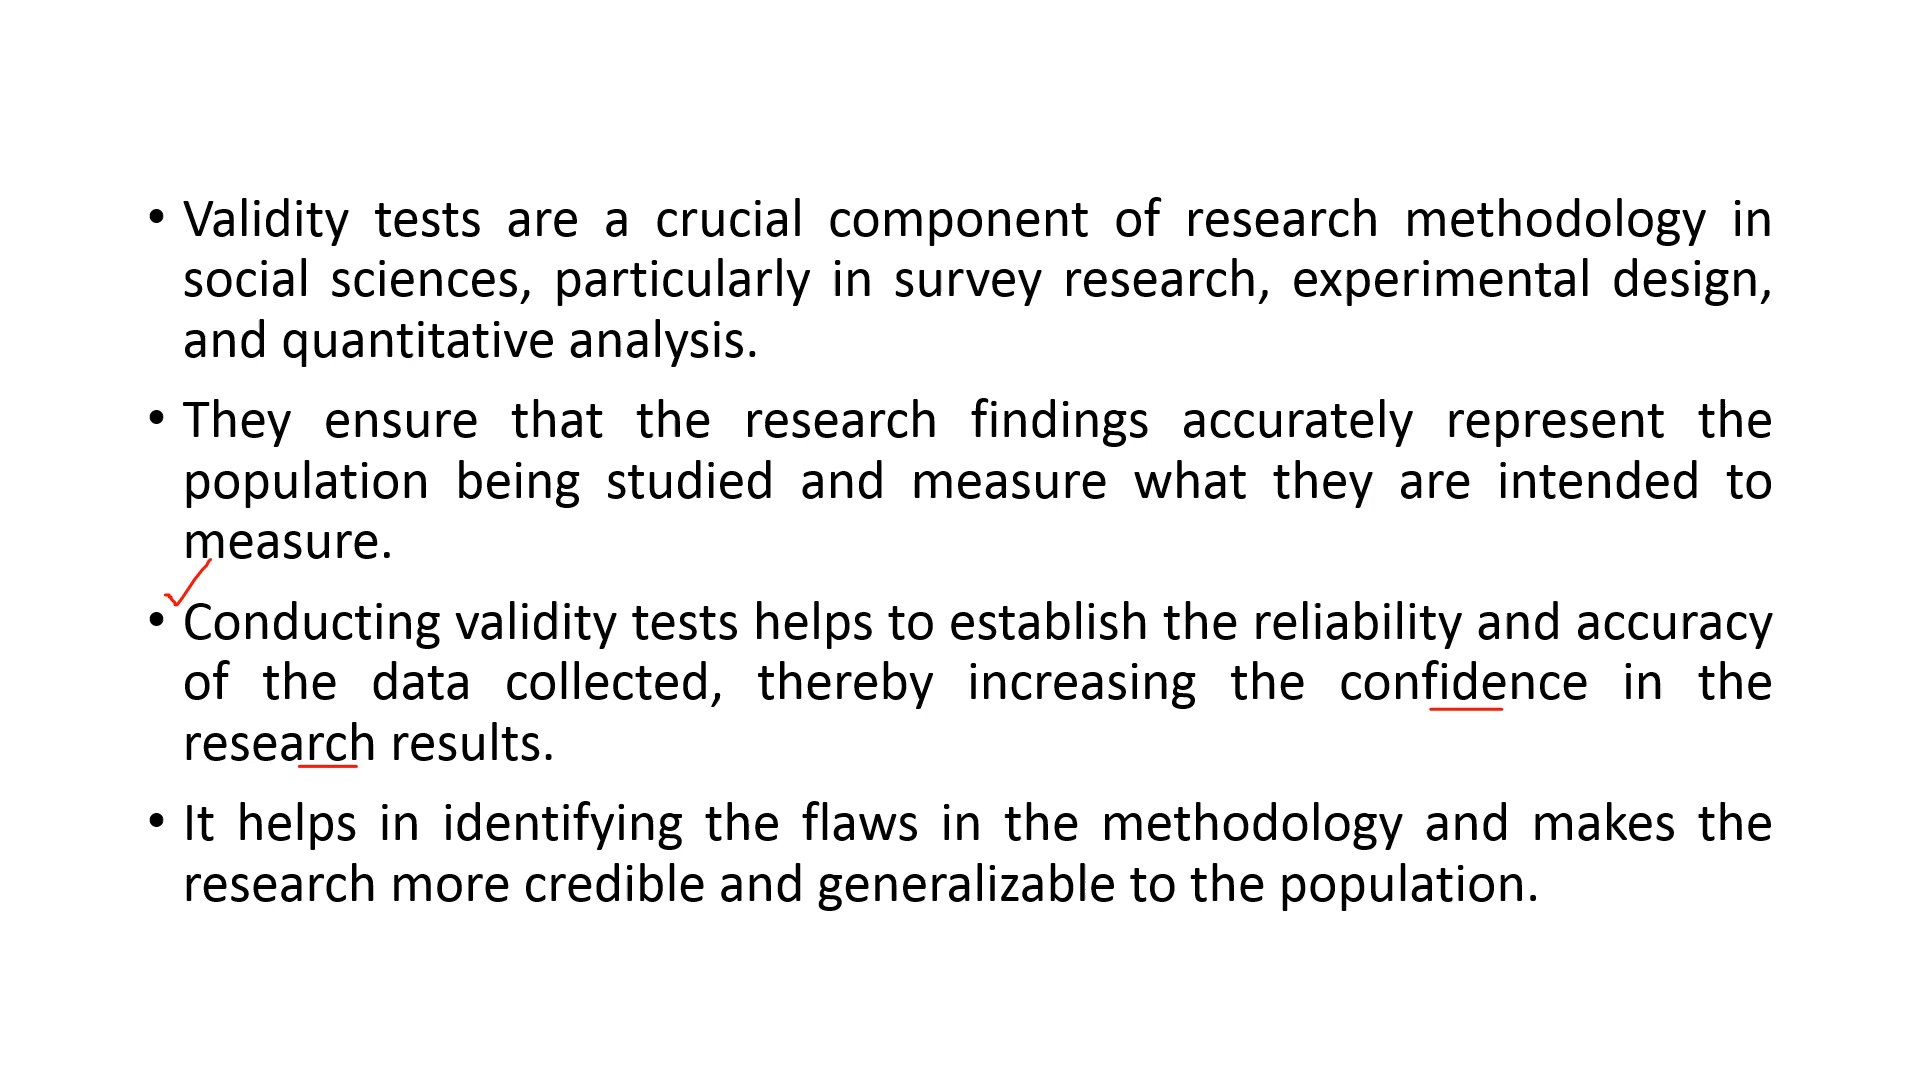 • Validity tests are a crucial component of research methodology in
social sciences, particularly in survey research, experimental design,
and quantitative analysis.
• They ensure that the research findings accurately represent the
population being studied and measure what they are intended to
measure.
• Conducting validity tests helps to establish the reliability and accuracy
of the data collected, thereby increasing the confidence in the
research results.
• It helps in identifying the flaws in the methodology and makes the
research more credible and generalizable to the population.